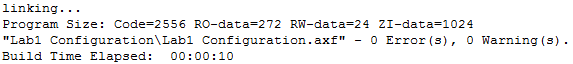 linking...
Program Size: Code=2556 RO-data=272 RW-data=24 ZI-data=1024
"Lab1 Configuration\Lab1 Configuration.axf" - 0 Error(s), 0 Warning(s).
Build Time Elapsed:  00:00:10